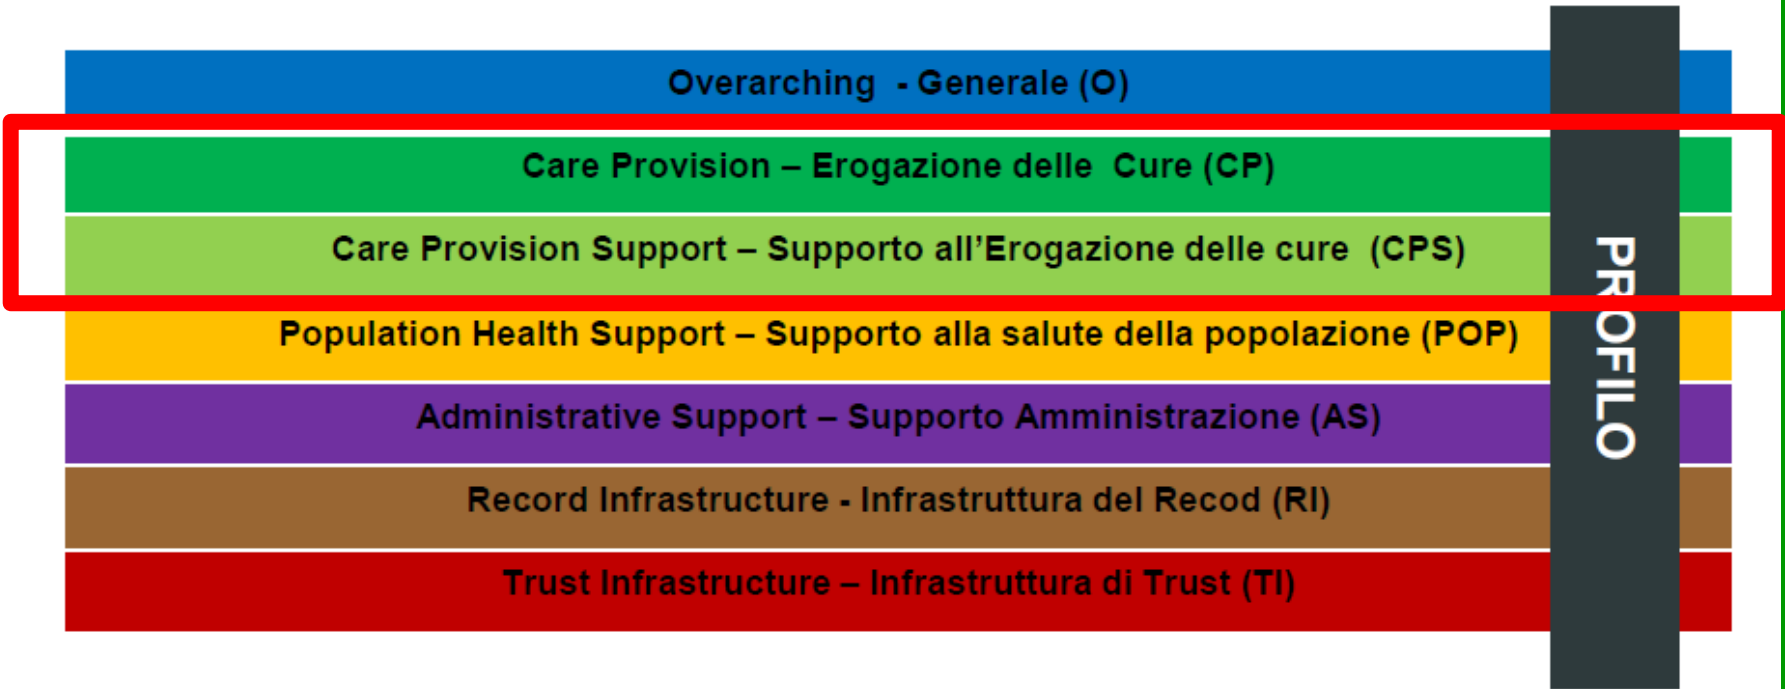 Overarching - Generale (O)
Care Provision – Erogazione delle Cure (CP)
Care Provision Support – Supporto all'Erogazione delle cure (CPS)
Population Health Support – Supporto alla salute della popolazione (POP)
Administrative Support – Supporto Amministrazione (AS)
Record Infrastructure - Infrastruttura del Recod (RI)
Trust Infrastructure – Infrastruttura di Trust (TI)
PROFILO